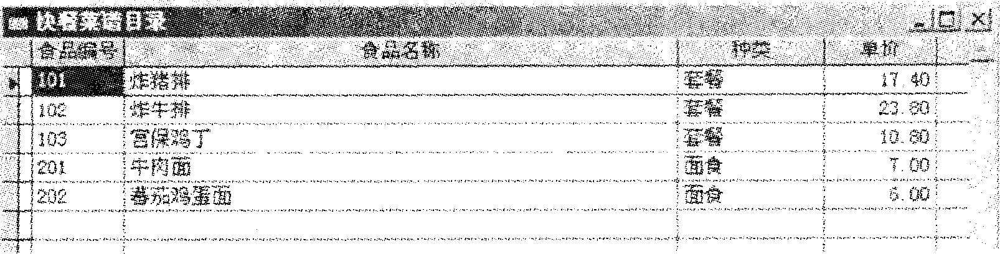 快餐菜谱目录
食品编号 食品名称 种类 单价
101 炸猪排 套餐 17.40
102 炸牛排 套餐 23.80
103 宫保鸡丁 套餐 10.80
201 牛肉面 面食 7.00
202 蕃茄鸡蛋面 面食 6.00